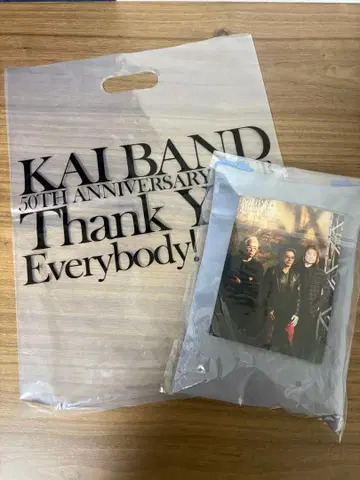 KAI BAND
50TH ANNIVERSARY
Thank
Everybody!